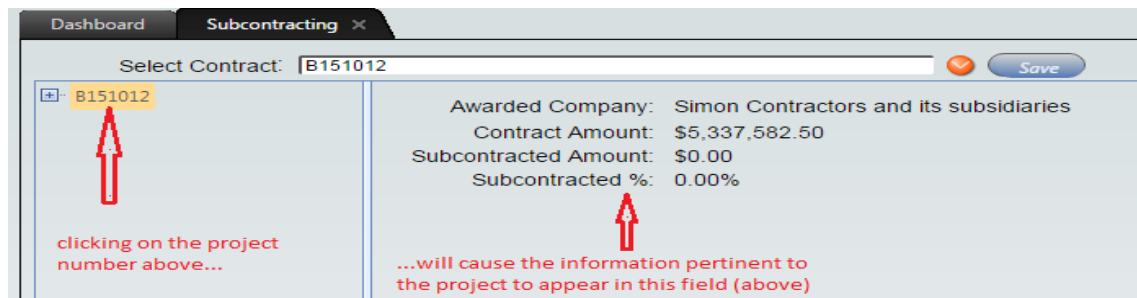 Dashboard Subcontracting ×
Select Contract: B151012 Save
B151012
Awarded Company: Simon Contractors and its subsidiaries
Contract Amount: $5,337,582.50
Subcontracted Amount: $0.00
Subcontracted %: 0.00%
clicking on the project
number above...
...will cause the information pertinent to
the project to appear in this field (above)